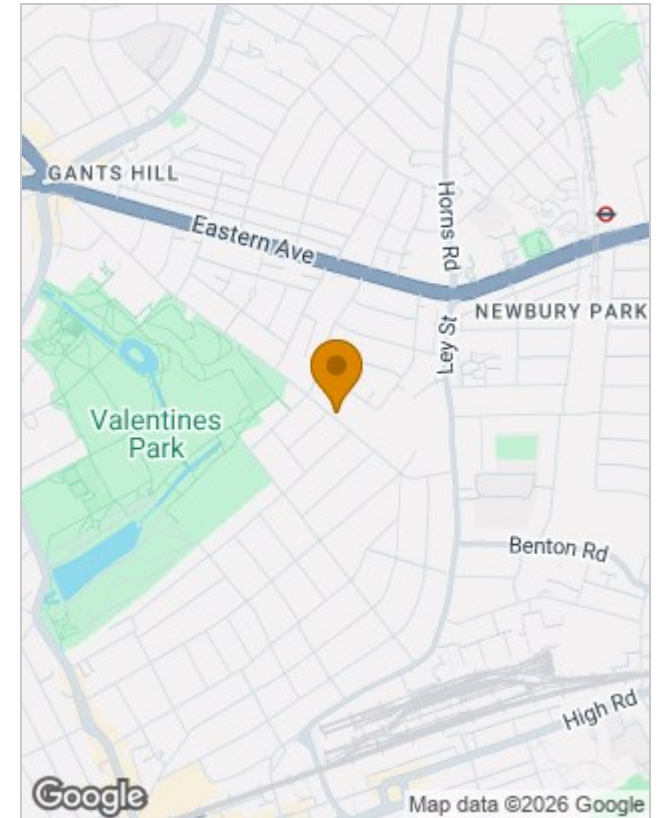 GANTS HILL
Eastern Ave
Horns Rd
NEWBURY PARK
Ley St
Valentines
Park
Benton Rd
High Rd
Google
Map data ©2026 Google